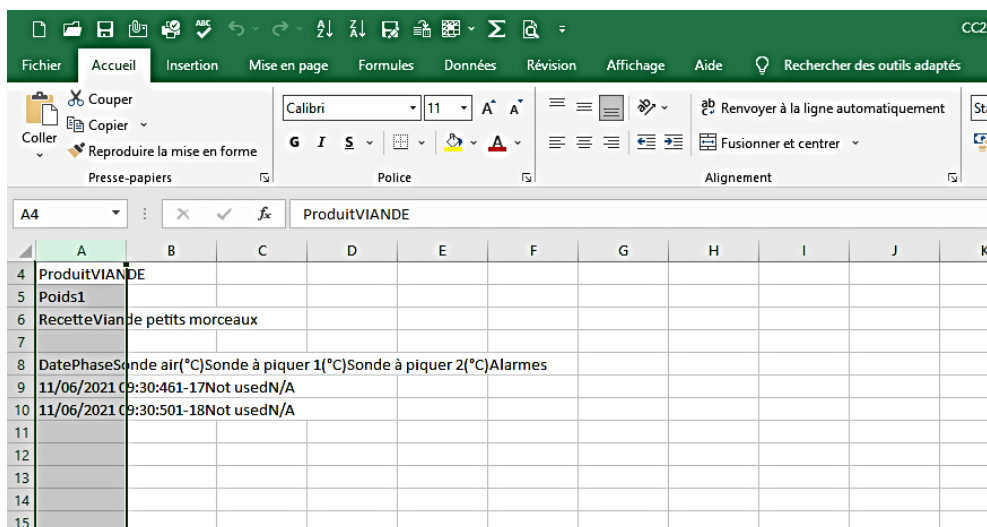 ABC
CC2
Fichier Accueil Insertion Mise en page Formules Données Révision Affichage Aide Rechercher des outils adaptés
Couper
Copier
Reproduire la mise en forme
Coller
Presse-papiers
Calibri 11 A A
G I S A
Police
ab Renvoyer à la ligne automatiquement
Fusionner et centrer
Alignement
A4 fx ProduitVIANDE
A B C D E F G H I J K
4 ProduitVIANDE
5 Poids1
6 RecetteViande petits morceaux
7
8 DatePhaseSonde air(°C)Sonde à piquer 1(°C)Sonde à piquer 2(°C)Alarmes
9 11/06/2021 09:30:461-17Not usedN/A
10 11/06/2021 09:30:501-18Not usedN/A
11
12
13
14
15